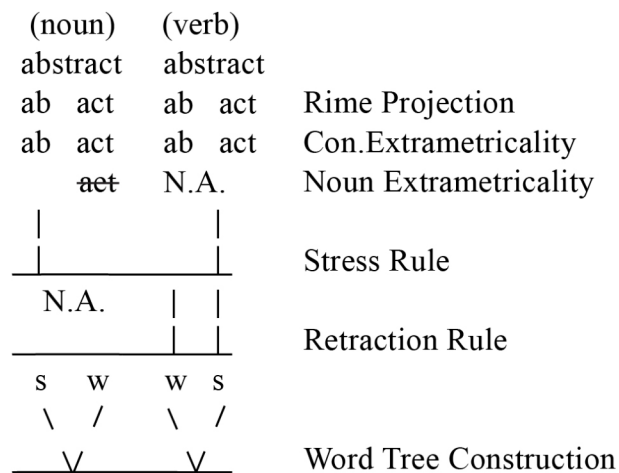 (noun) (verb)
abstract abstract
ab act ab act Rime Projection
ab act ab act Con.Extrametricality
act N.A. Noun Extrametricality
Stress Rule
N.A.
Retraction Rule
s w w s
Word Tree Construction